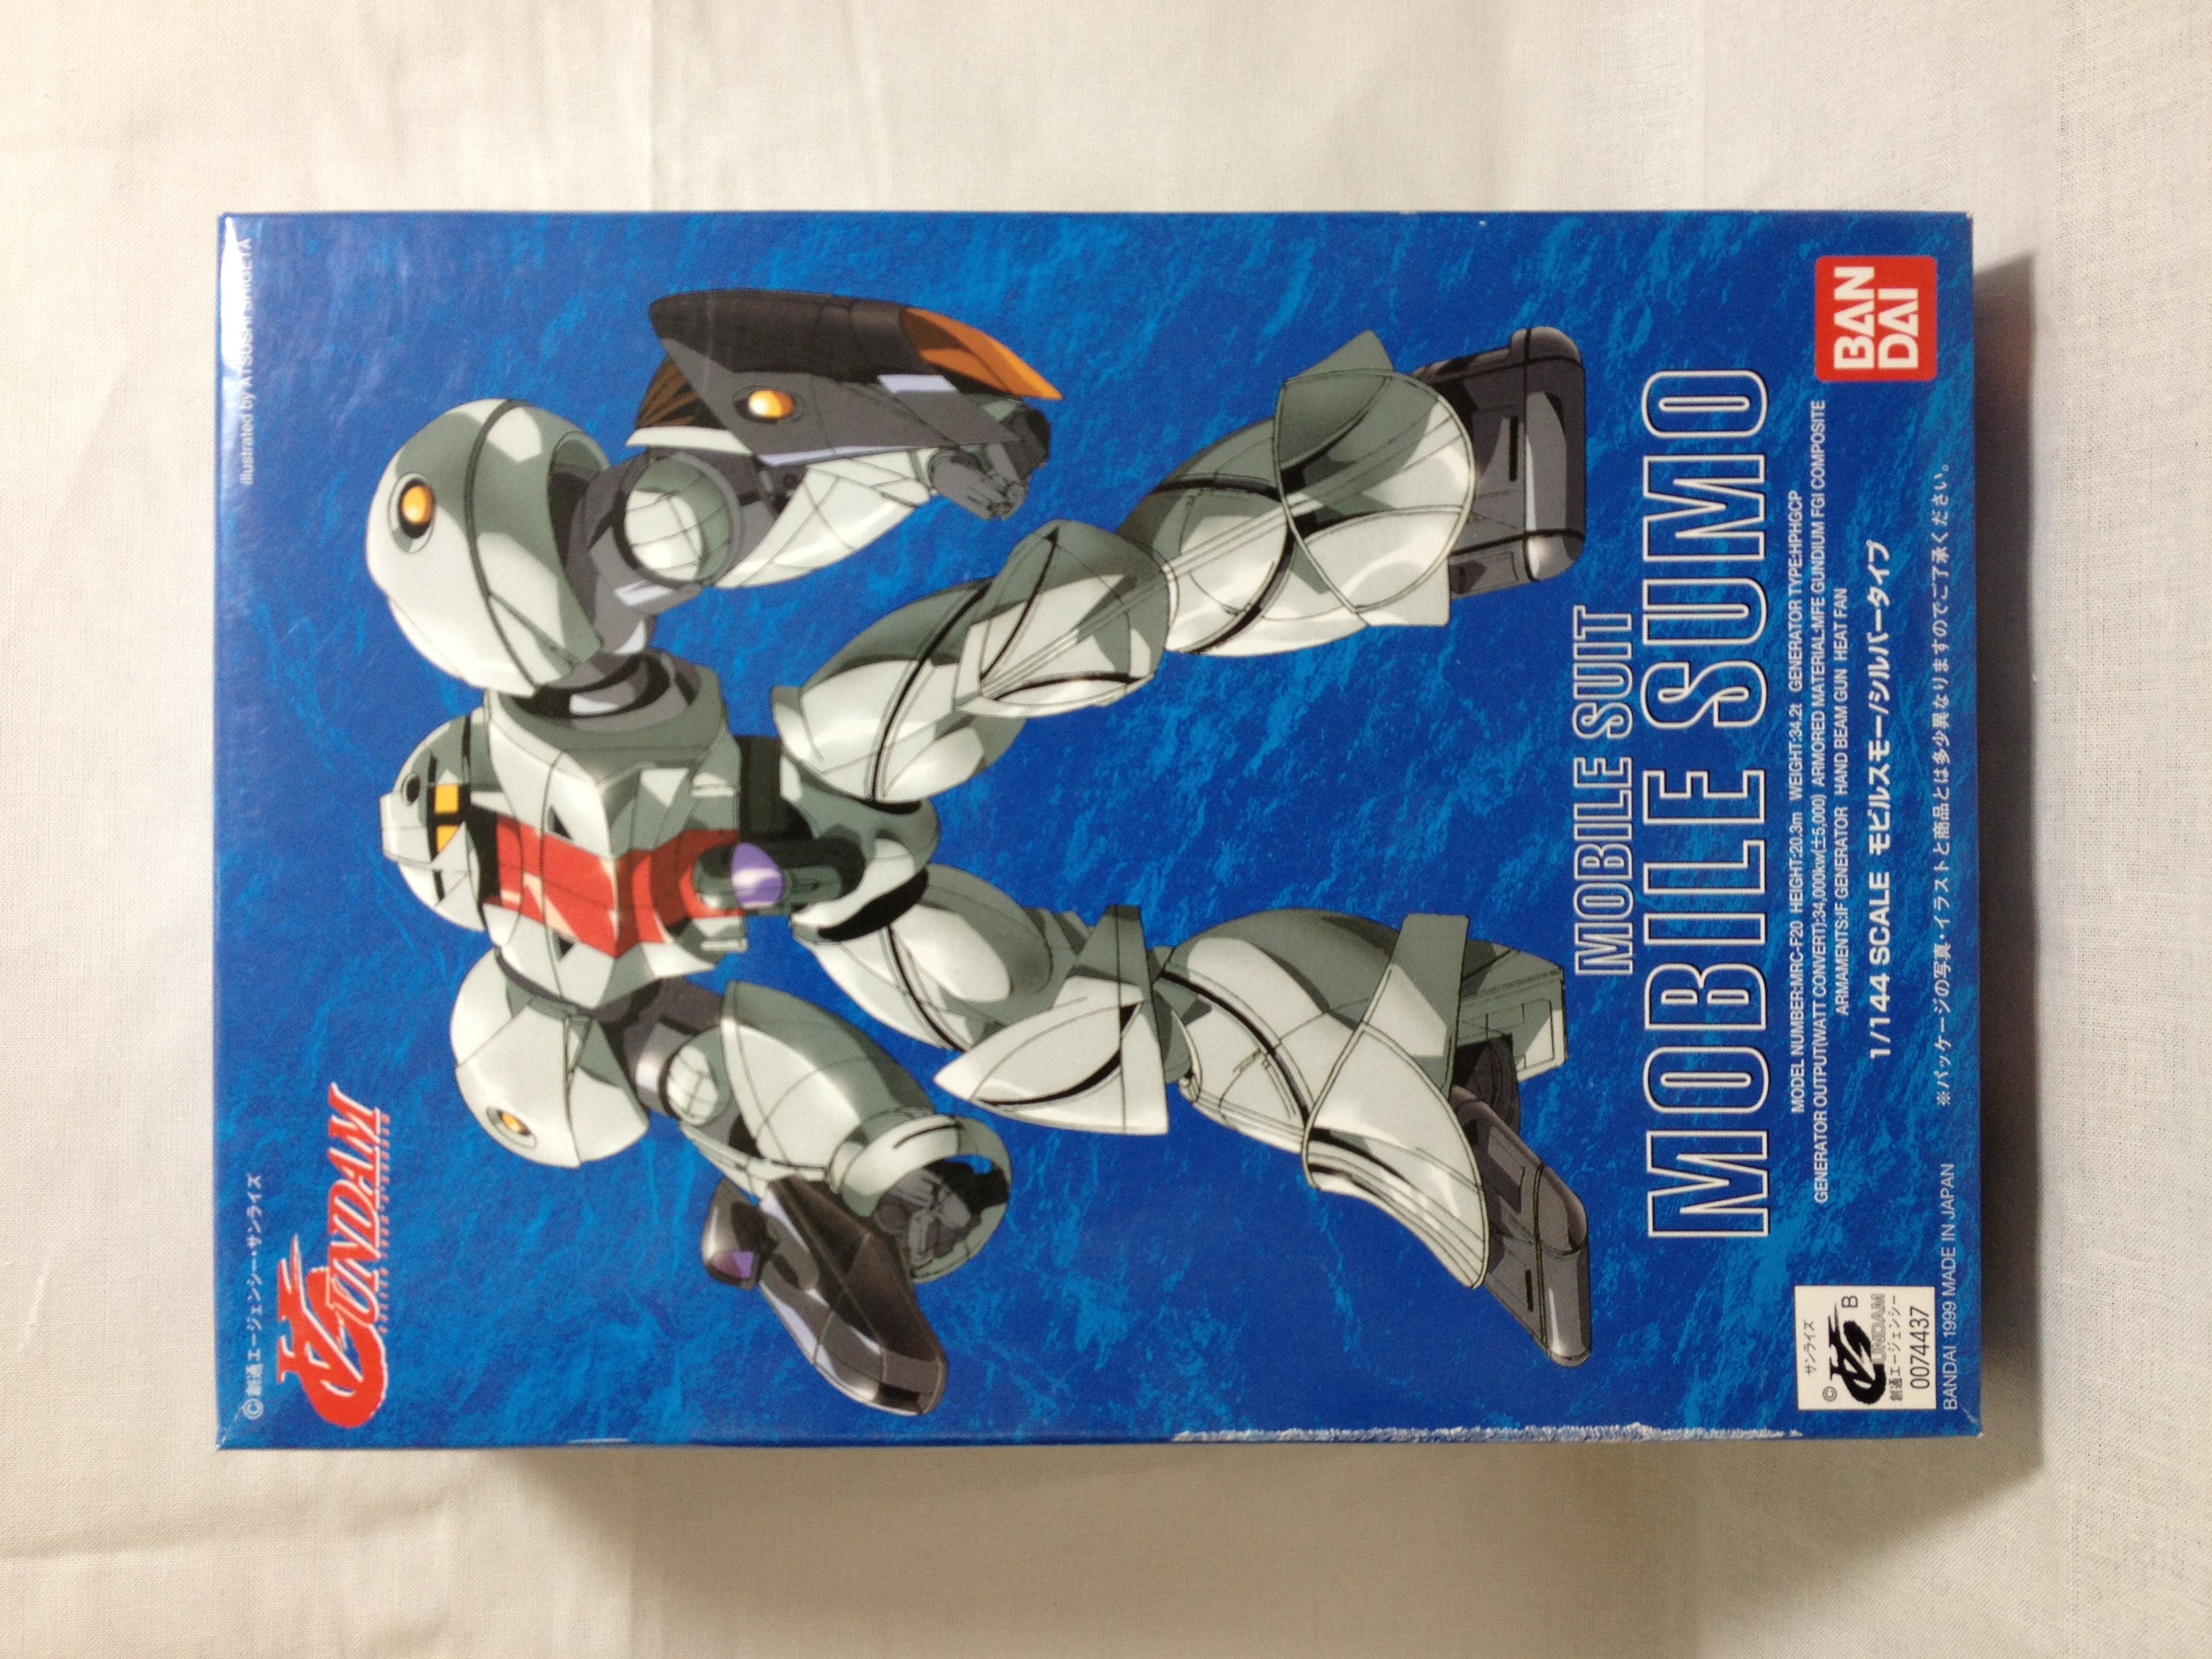 ©創通エージェンシー・サンライズ
illustrated by ATSUSHI SHIGETA
∀GUNDAM
MOBILE SUIT
MOBILE SUMO
MODEL NUMBER:MRC-F20 HEIGHT:20.3m WEIGHT:34.2t GENERATOR TYPE:HPHGCP
GENERATOR OUTPUT(WATT CONVERT):34,000kw(±5,000) ARMORED MATERIAL:MFE GUNDIUM FGI COMPOSITE
ARMAMENTS:IF GENERATOR HAND BEAM GUN HEAT FAN
1/144 SCALE モビルスモー/シルバータイプ
BAN
DAI
サンライズ
©
∀GUNDAM
B
創通エージェンシー
0074437
BANDAI 1999 MADE IN JAPAN
※パッケージの写真・イラストと商品とは多少異なりますのでご了承ください。